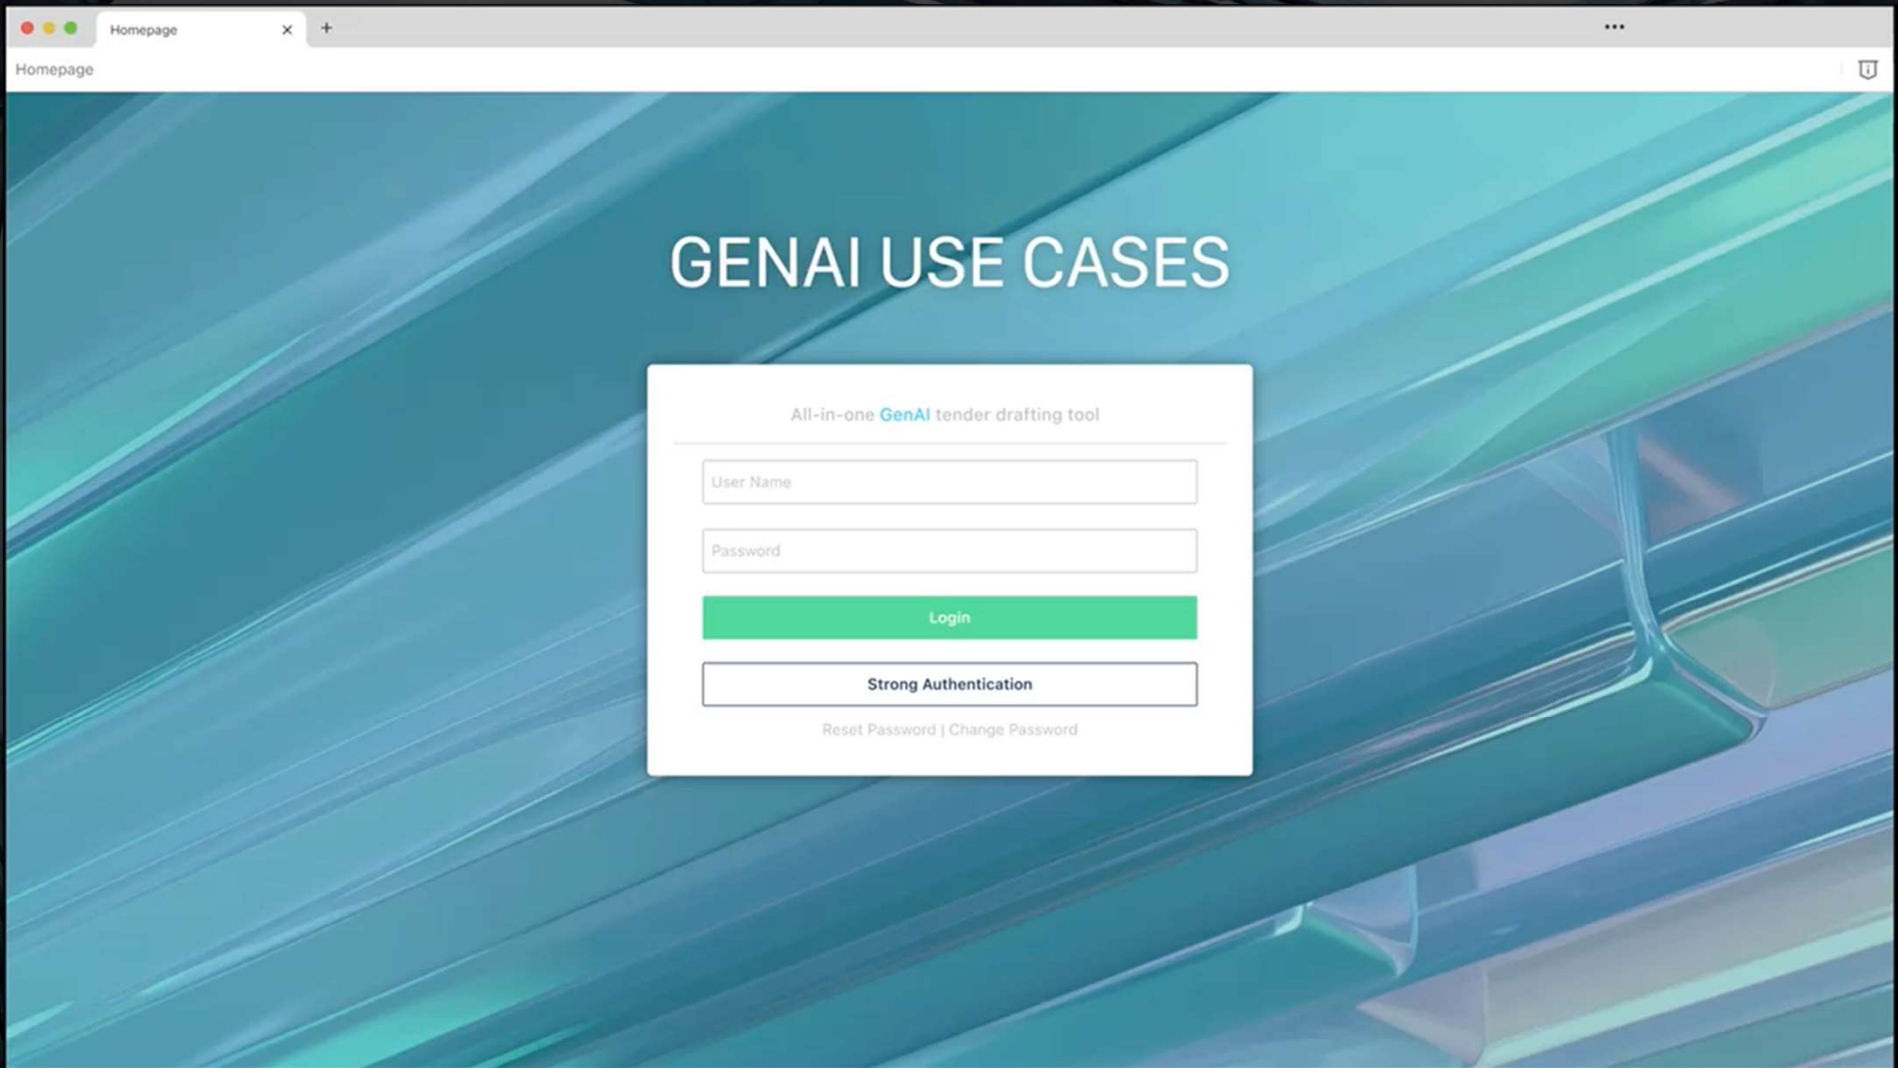 Homepage
Homepage
GENAI USE CASES
All-in-one GenAI tender drafting tool
User Name
Password
Login
Strong Authentication
Reset Password | Change Password